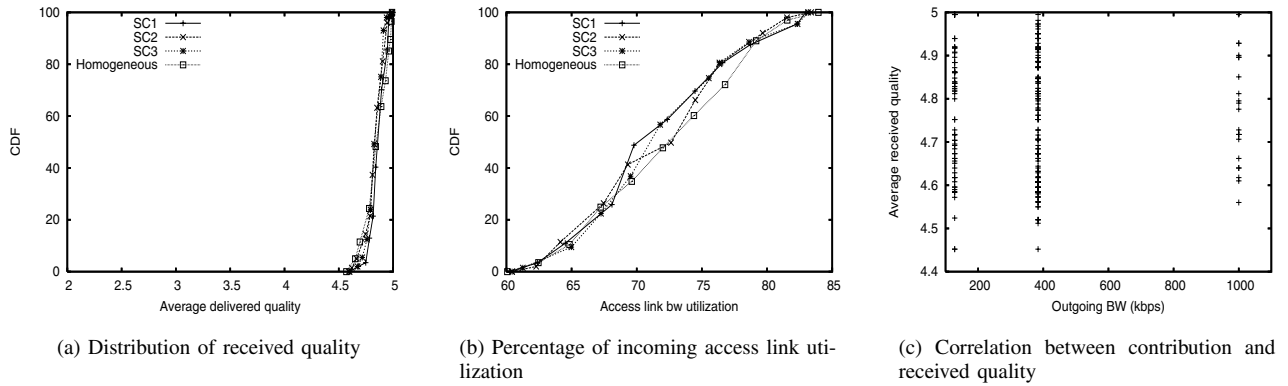 100
80
60
40
20
0
CDF
SC1
SC2
SC3
Homogeneous
2 2.5 3 3.5 4 4.5 5
Average delivered quality
(a) Distribution of received quality
100
80
60
40
20
0
CDF
SC1
SC2
SC3
Homogeneous
60 65 70 75 80 85
Access link bw utilization
(b) Percentage of incoming access link uti-
lization
5
4.9
4.8
4.7
4.6
4.5
4.4
Average received quality
200 400 600 800 1000
Outgoing BW (kbps)
(c) Correlation between contribution and
received quality